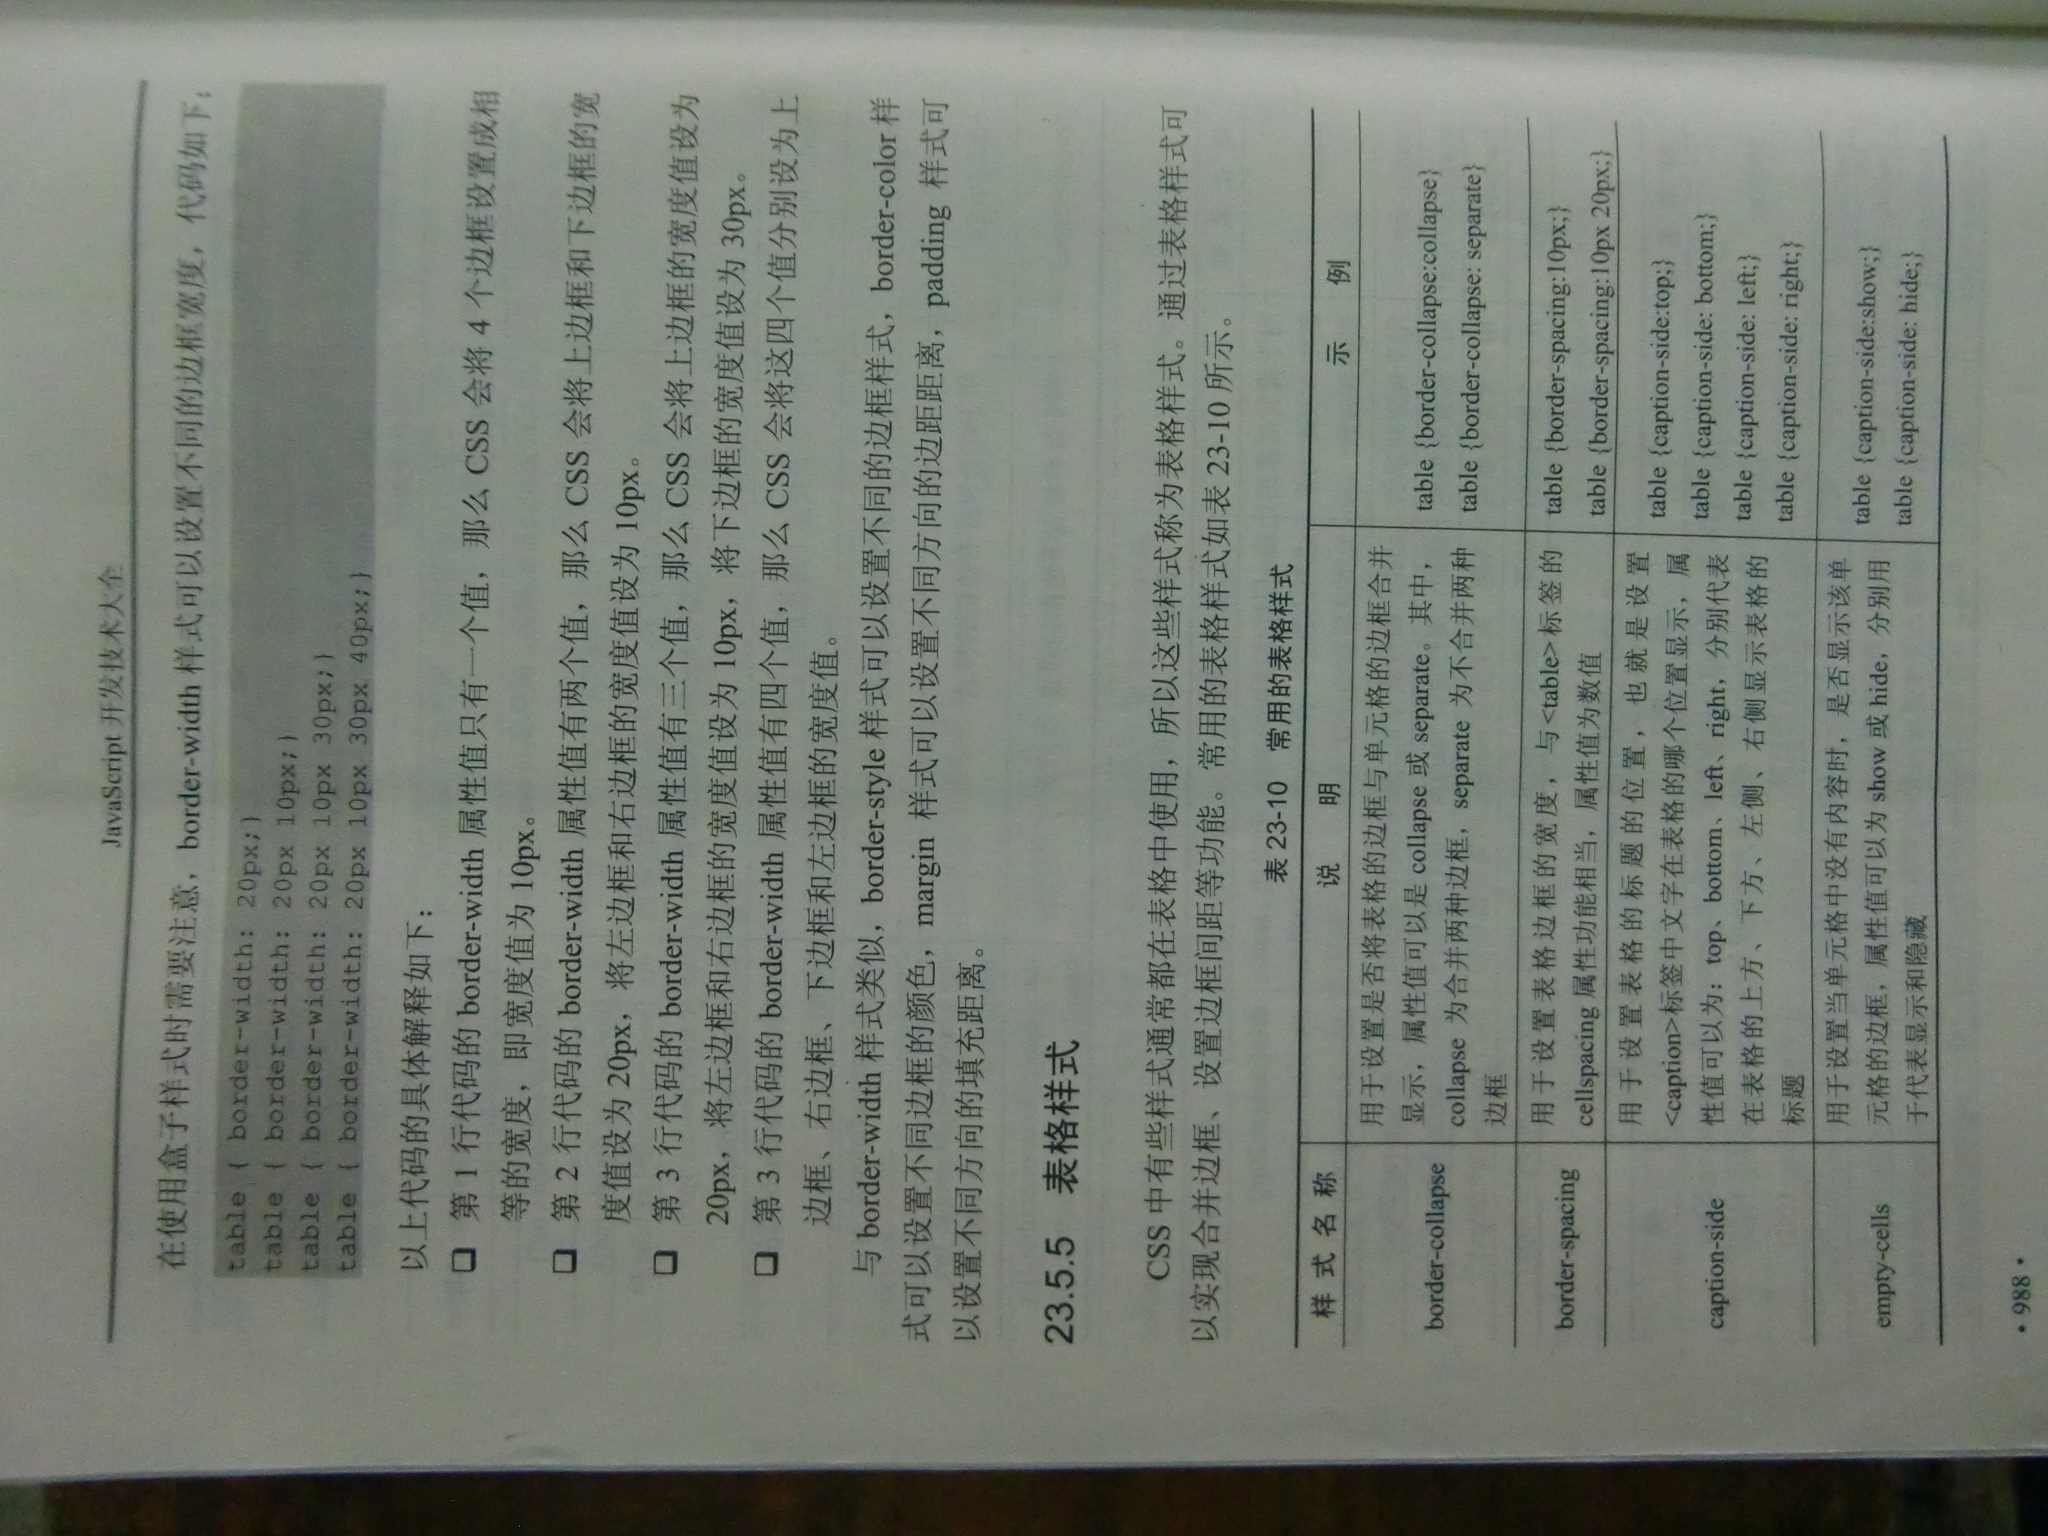 JavaScript 开发技术大全
在使用盒子样式时需要注意，border-width 样式可以设置不同的边框宽度，代码如下：
table { border-width: 20px;}
table { border-width: 20px 10px;}
table { border-width: 20px 10px 30px;}
table { border-width: 20px 10px 30px 40px;}
以上代码的具体解释如下：
❑ 第 1 行代码的 border-width 属性值只有一个值，那么 CSS 会将 4 个边框设置成相
等的宽度，即宽度值为 10px。
❑ 第 2 行代码的 border-width 属性值有两个值，那么 CSS 会将上边框和下边框的宽
度值设为 20px，将左边框和右边框的宽度值设为 10px。
❑ 第 3 行代码的 border-width 属性值有三个值，那么 CSS 会将上边框的宽度值设为
20px，将左边框和右边框的宽度值设为 10px，将下边框的宽度值设为 30px。
❑ 第 3 行代码的 border-width 属性值有四个值，那么 CSS 会将这四个值分别设为上
边框、右边框、下边框和左边框的宽度值。
与 border-width 样式类似，border-style 样式可以设置不同的边框样式，border-color 样
式可以设置不同边框的颜色，margin 样式可以设置不同方向的边距距离，padding 样式可
以设置不同方向的填充距离。
23.5.5 表格样式
CSS 中有些样式通常都在表格中使用，所以这些样式称为表格样式。通过表格样式可
以实现合并边框、设置边框间距等功能。常用的表格样式如表 23-10 所示。
表 23-10 常用的表格样式
样 式 名 称 说 明 示 例
border-collapse
用于设置是否将表格的边框与单元格的边框合并
显示，属性值可以是 collapse 或 separate。其中，
collapse 为合并两种边框，separate 为不合并两种
边框
table {border-collapse:collapse}
table {border-collapse: separate}
border-spacing
用于设置表格边框的宽度，与<table>标签的
cellspacing 属性功能相当，属性值为数值
table {border-spacing:10px;}
table {border-spacing:10px 20px;}
caption-side
用于设置表格的标题的位置，也就是设置
<caption>标签中文字在表格的哪个位置显示，属
性值可以为：top、bottom、left、right，分别代表
在表格的上方、下方、左侧、右侧显示表格的
标题
table {caption-side:top;}
table {caption-side: bottom;}
table {caption-side: left;}
table {caption-side: right;}
empty-cells
用于设置当单元格中没有内容时，是否显示该单
元格的边框，属性值可以为 show 或 hide，分别用
于代表显示和隐藏
table {caption-side:show;}
table {caption-side: hide;}
• 988 •